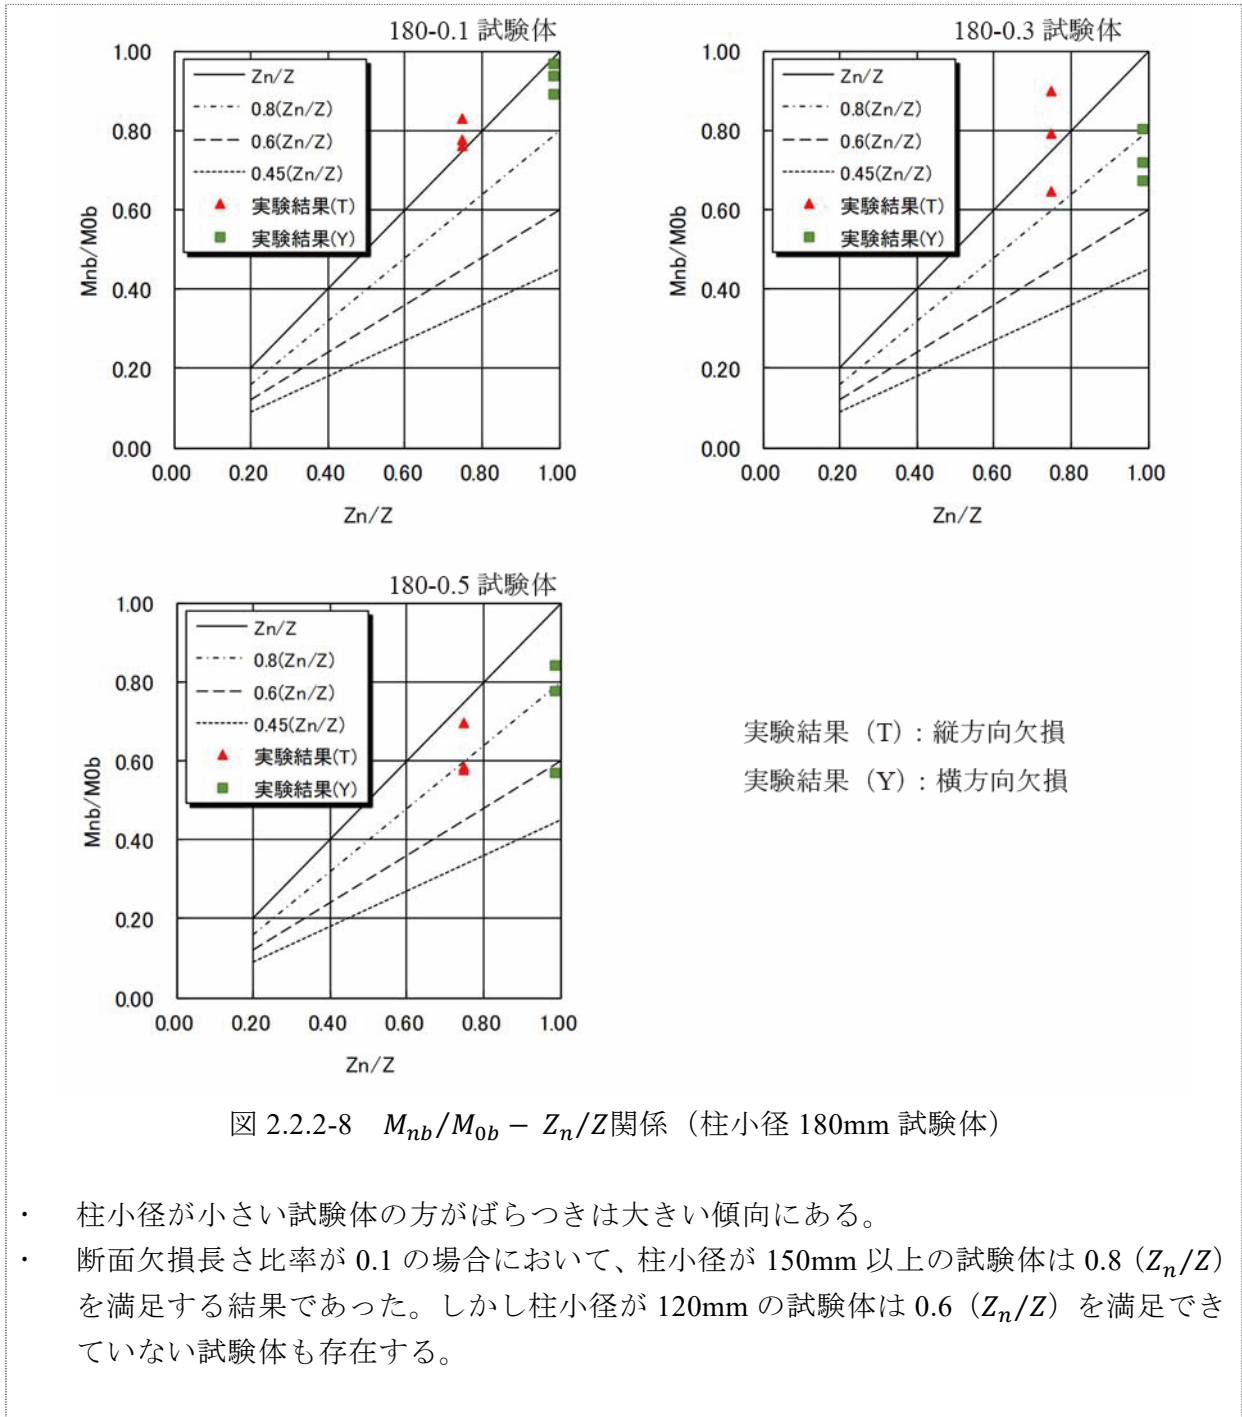 180-0.1 試験体
1.00
0.80
0.60
0.40
0.20
0.00
Mnb/M0b
Zn/Z
0.8(Zn/Z)
0.6(Zn/Z)
0.45(Zn/Z)
実験結果(T)
実験結果(Y)
0.00 0.20 0.40 0.60 0.80 1.00
Zn/Z
180-0.3 試験体
1.00
0.80
0.60
0.40
0.20
0.00
Mnb/M0b
Zn/Z
0.8(Zn/Z)
0.6(Zn/Z)
0.45(Zn/Z)
実験結果(T)
実験結果(Y)
0.00 0.20 0.40 0.60 0.80 1.00
Zn/Z
180-0.5 試験体
1.00
0.80
0.60
0.40
0.20
0.00
Mnb/M0b
Zn/Z
0.8(Zn/Z)
0.6(Zn/Z)
0.45(Zn/Z)
実験結果(T)
実験結果(Y)
0.00 0.20 0.40 0.60 0.80 1.00
Zn/Z
実験結果（T）：縦方向欠損
実験結果（Y）：横方向欠損
図 2.2.2-8 M_{nb}/M_{0b} − Z_n/Z関係（柱小径 180mm 試験体）
・ 柱小径が小さい試験体の方がばらつきは大きい傾向にある。
・ 断面欠損長さ比率が 0.1 の場合において、柱小径が 150mm 以上の試験体は 0.8（Z_n/Z）
を満足する結果であった。しかし柱小径が 120mm の試験体は 0.6（Z_n/Z）を満足でき
ていない試験体も存在する。